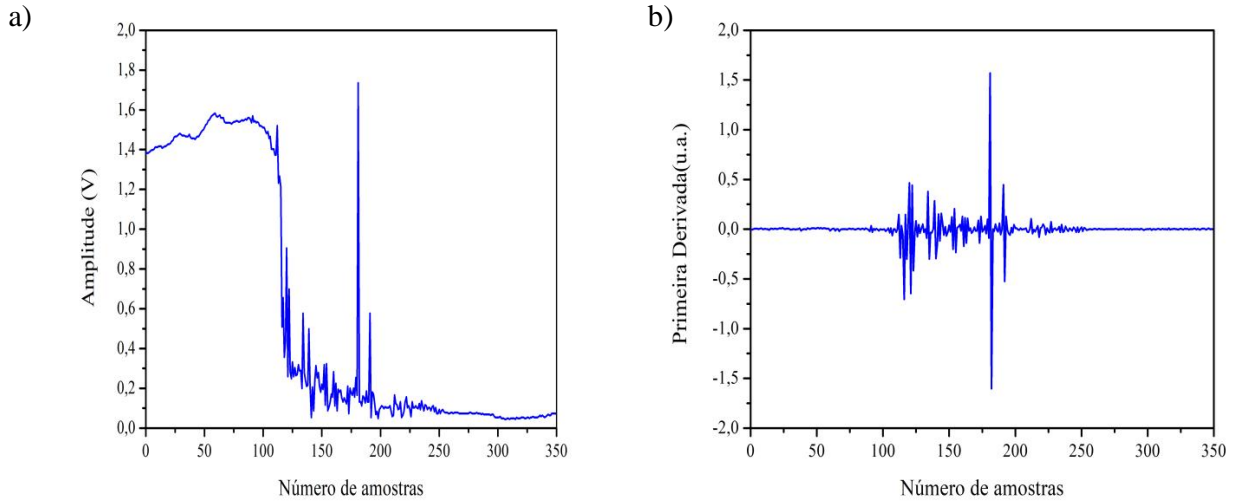 a)
2,0
1,8
1,6
1,4
1,2
1,0
0,8
0,6
0,4
0,2
0,0
Amplitude (V)
0 50 100 150 200 250 300 350
Número de amostras
b)
2,0
1,5
1,0
0,5
0,0
-0,5
-1,0
-1,5
-2,0
Primeira Derivada(u.a.)
0 50 100 150 200 250 300 350
Número de amostras